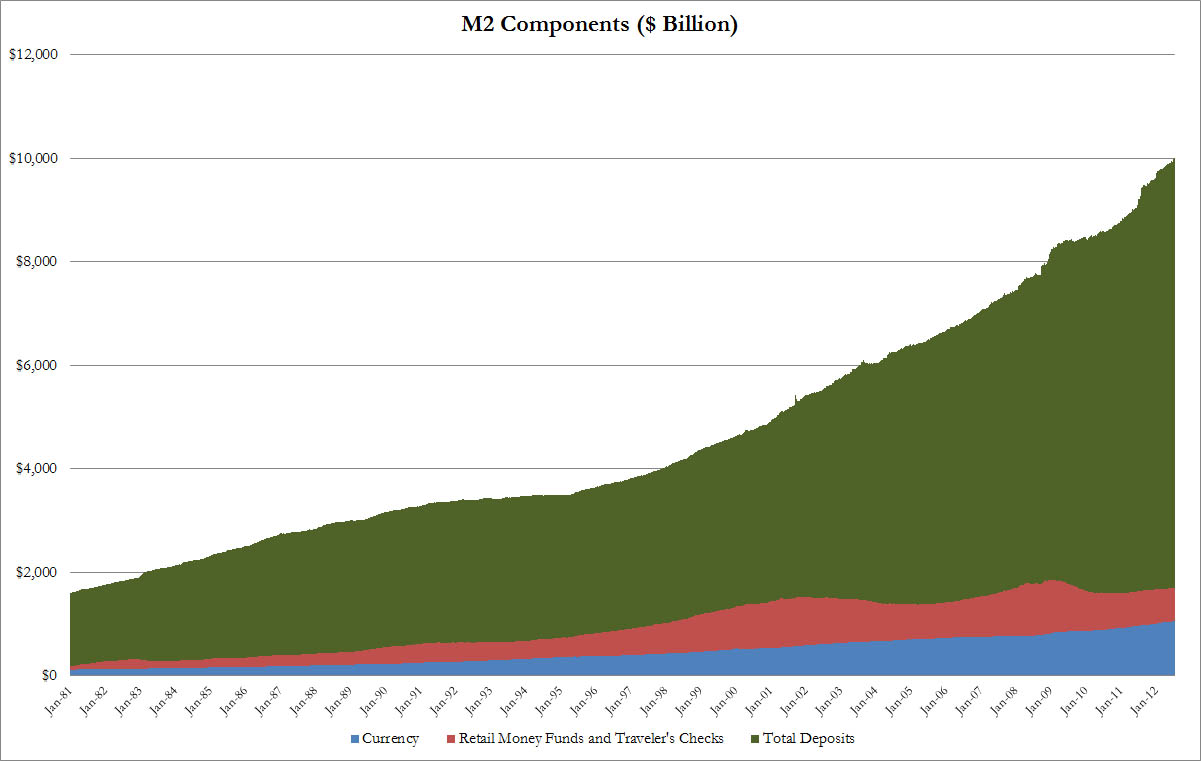 M2 Components ($ Billion)
$12,000
$10,000
$8,000
$6,000
$4,000
$2,000
$0
Jan-81
Jan-82
Jan-83
Jan-84
Jan-85
Jan-86
Jan-87
Jan-88
Jan-89
Jan-90
Jan-91
Jan-92
Jan-93
Jan-94
Jan-95
Jan-96
Jan-97
Jan-98
Jan-99
Jan-00
Jan-01
Jan-02
Jan-03
Jan-04
Jan-05
Jan-06
Jan-07
Jan-08
Jan-09
Jan-10
Jan-11
Jan-12
Currency
Retail Money Funds and Traveler's Checks
Total Deposits